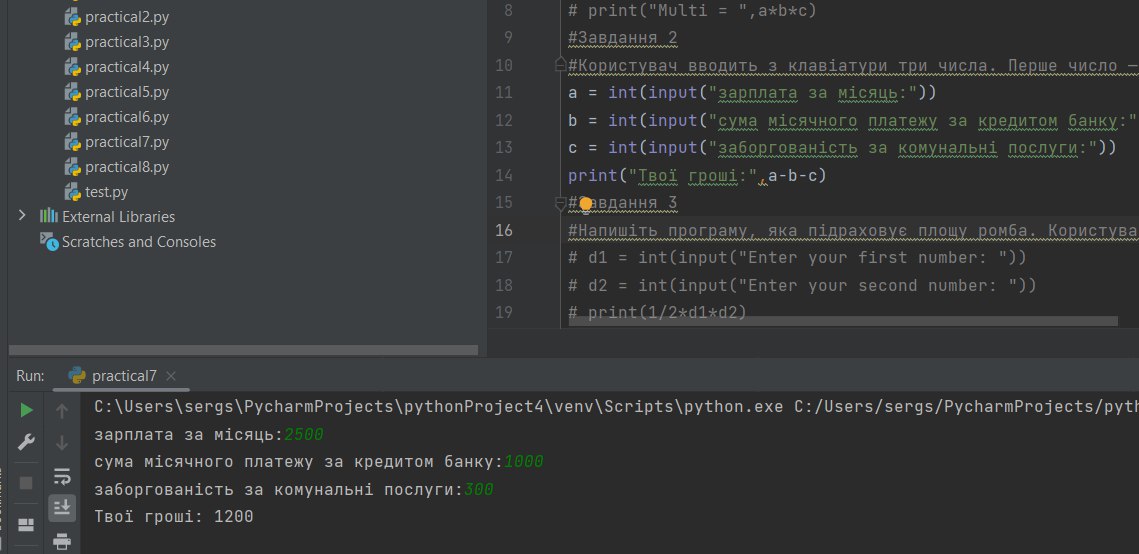 practical2.py
practical3.py
practical4.py
practical5.py
practical6.py
practical7.py
practical8.py
test.py
External Libraries
Scratches and Consoles
8 # print("Multi = ",a*b*c)
9 #Завдання 2
10 #Користувач вводить з клавіатури три числа. Перше число —
11 a = int(input("зарплата за місяць:"))
12 b = int(input("сума місячного платежу за кредитом банку:"
13 c = int(input("заборгованість за комунальні послуги:"))
14 print("Твої гроші:",a-b-c)
15 #Завдання 3
16 #Напишіть програму, яка підраховує площу ромба. Користува
17 # d1 = int(input("Enter your first number: "))
18 # d2 = int(input("Enter your second number: "))
19 # print(1/2*d1*d2)
Run: practical7
C:\Users\sergs\PycharmProjects\pythonProject4\venv\Scripts\python.exe C:/Users/sergs/PycharmProjects/pyth
зарплата за місяць:2500
сума місячного платежу за кредитом банку:1000
заборгованість за комунальні послуги:300
Твої гроші: 1200